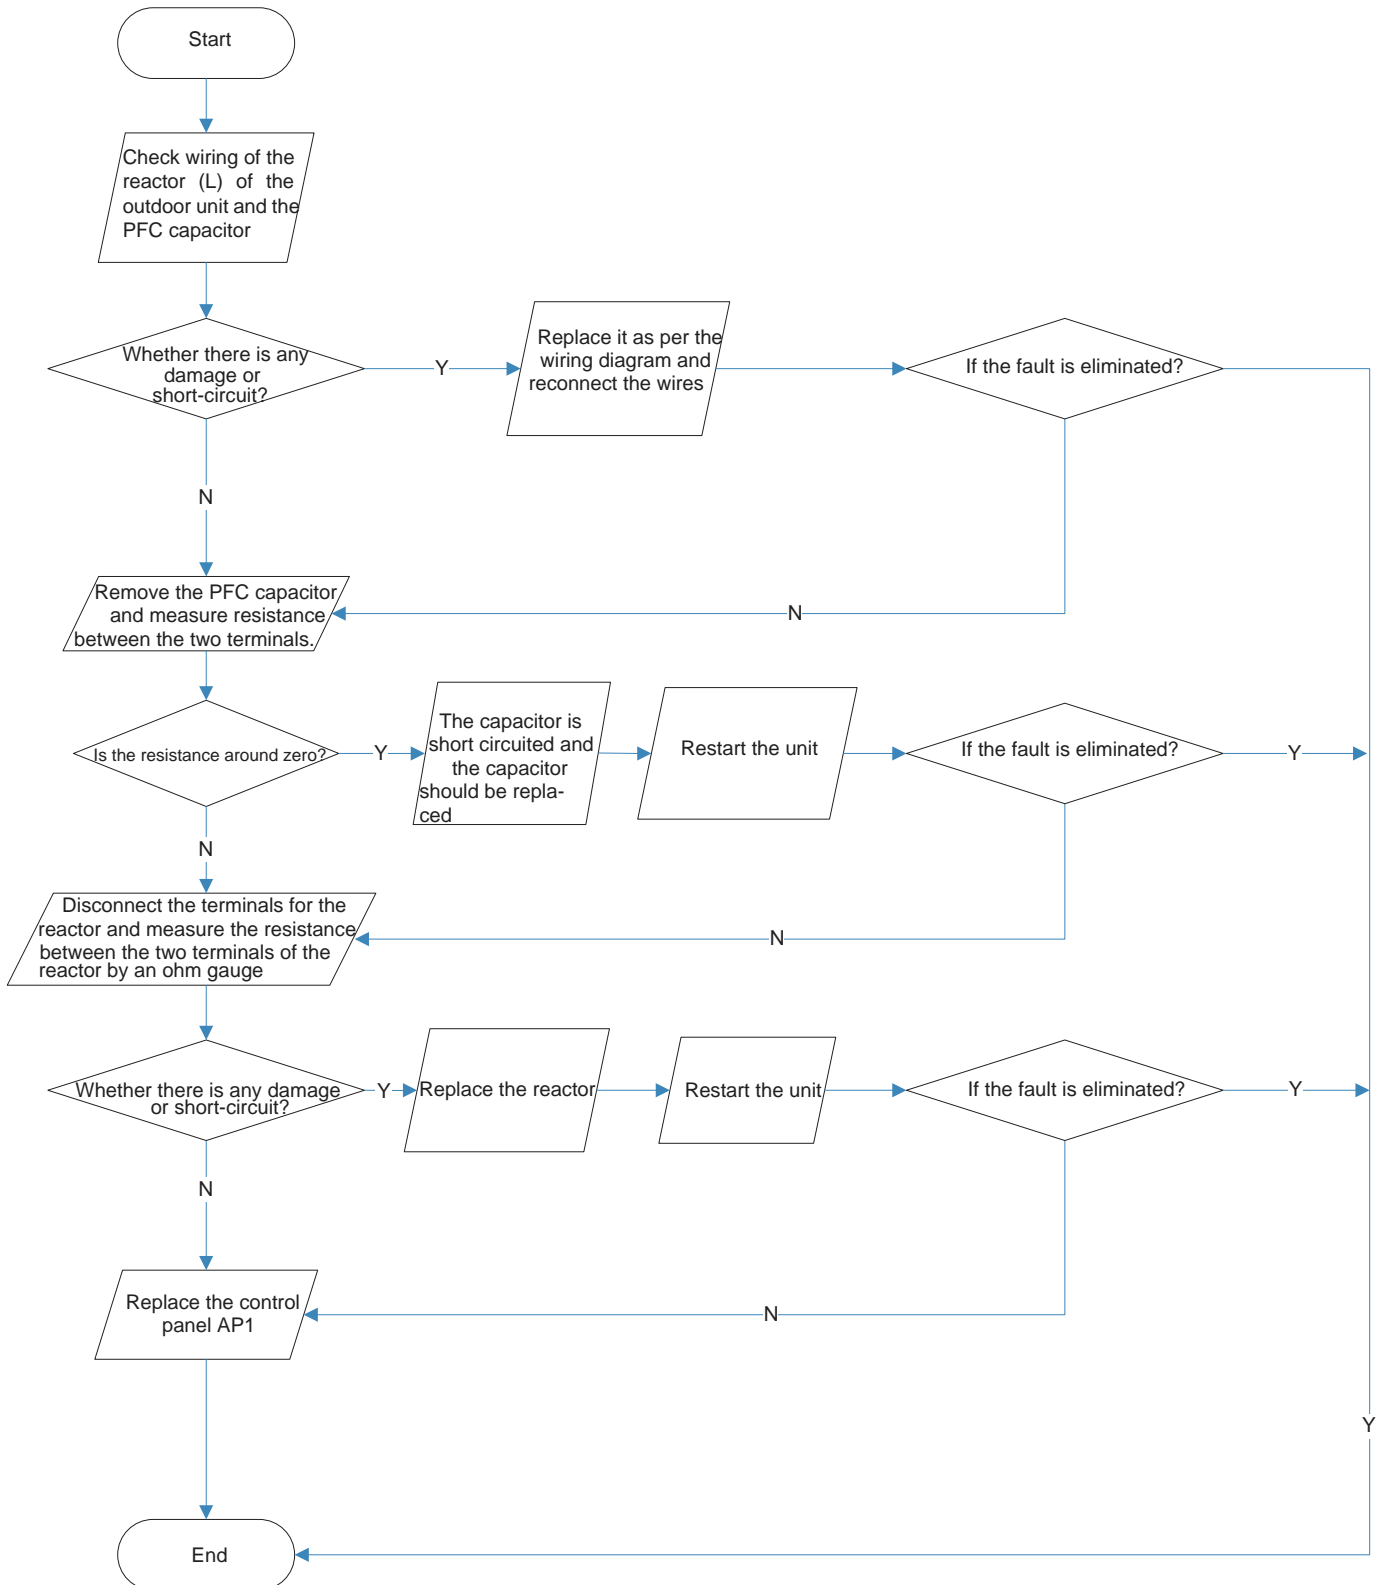 Start
Check wiring of the
reactor (L) of the
outdoor unit and the
PFC capacitor
Whether there is any
damage or
short-circuit?
Y
Replace it as per the
wiring diagram and
reconnect the wires
If the fault is eliminated?
N
Remove the PFC capacitor
and measure resistance
between the two terminals.
N
Is the resistance around zero?
Y
The capacitor is
short circuited and
the capacitor
should be repla-
ced
Restart the unit
If the fault is eliminated?
Y
N
Disconnect the terminals for the
reactor and measure the resistance
between the two terminals of the
reactor by an ohm gauge
N
Whether there is any damage
or short-circuit?
Y
Replace the reactor
Restart the unit
If the fault is eliminated?
Y
N
Replace the control
panel AP1
N
Y
End